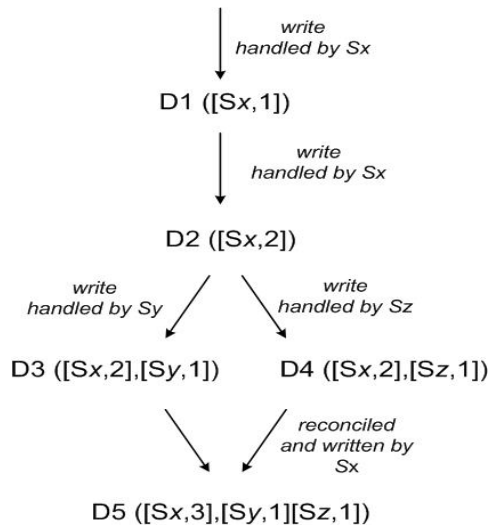 write
handled by Sx
D1 ([Sx,1])
write
handled by Sx
D2 ([Sx,2])
write
handled by Sy
write
handled by Sz
D3 ([Sx,2],[Sy,1])
D4 ([Sx,2],[Sz,1])
reconciled
and written by
Sx
D5 ([Sx,3],[Sy,1][Sz,1])